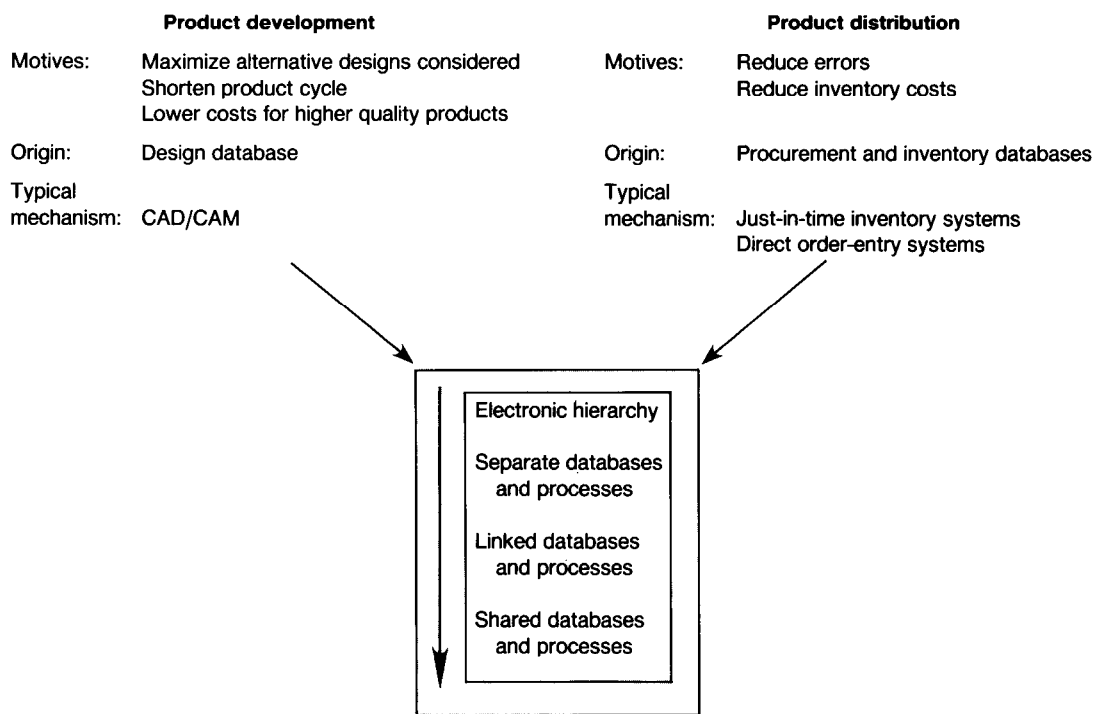 Product development
Motives: Maximize alternative designs considered
Shorten product cycle
Lower costs for higher quality products
Origin: Design database
Typical
mechanism: CAD/CAM
Product distribution
Motives: Reduce errors
Reduce inventory costs
Origin: Procurement and inventory databases
Typical
mechanism: Just-in-time inventory systems
Direct order-entry systems
Electronic hierarchy
Separate databases
and processes
Linked databases
and processes
Shared databases
and processes